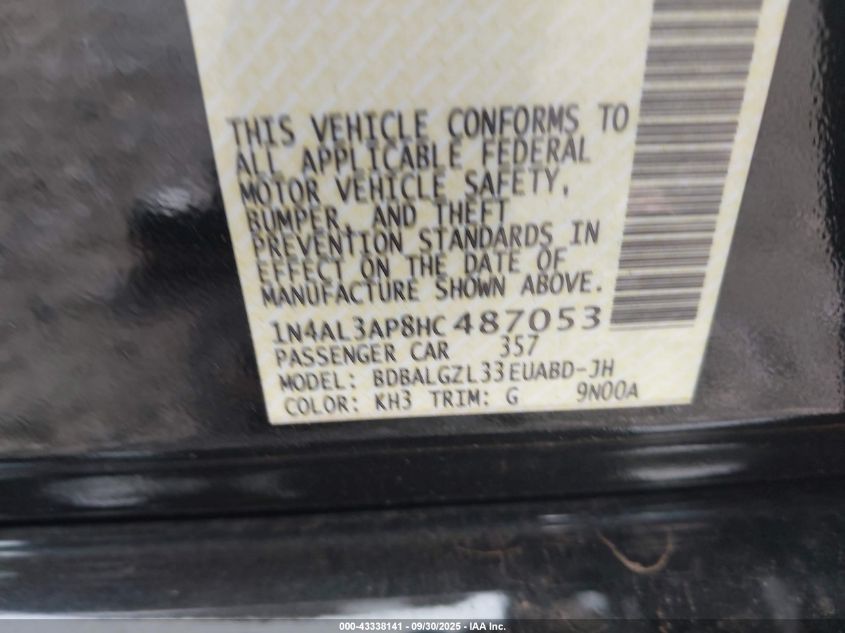 THIS VEHICLE CONFORMS TO
ALL APPLICABLE FEDERAL
MOTOR VEHICLE SAFETY,
BUMPER, AND THEFT
PREVENTION STANDARDS IN
EFFECT ON THE DATE OF
MANUFACTURE SHOWN ABOVE.
1N4AL3AP8HC487053
PASSENGER CAR 357
MODEL: BDBALGZL33EUABD-JH
COLOR: KH3 TRIM: G 9N00A
000-43338141 - 09/30/2025 - IAA Inc.